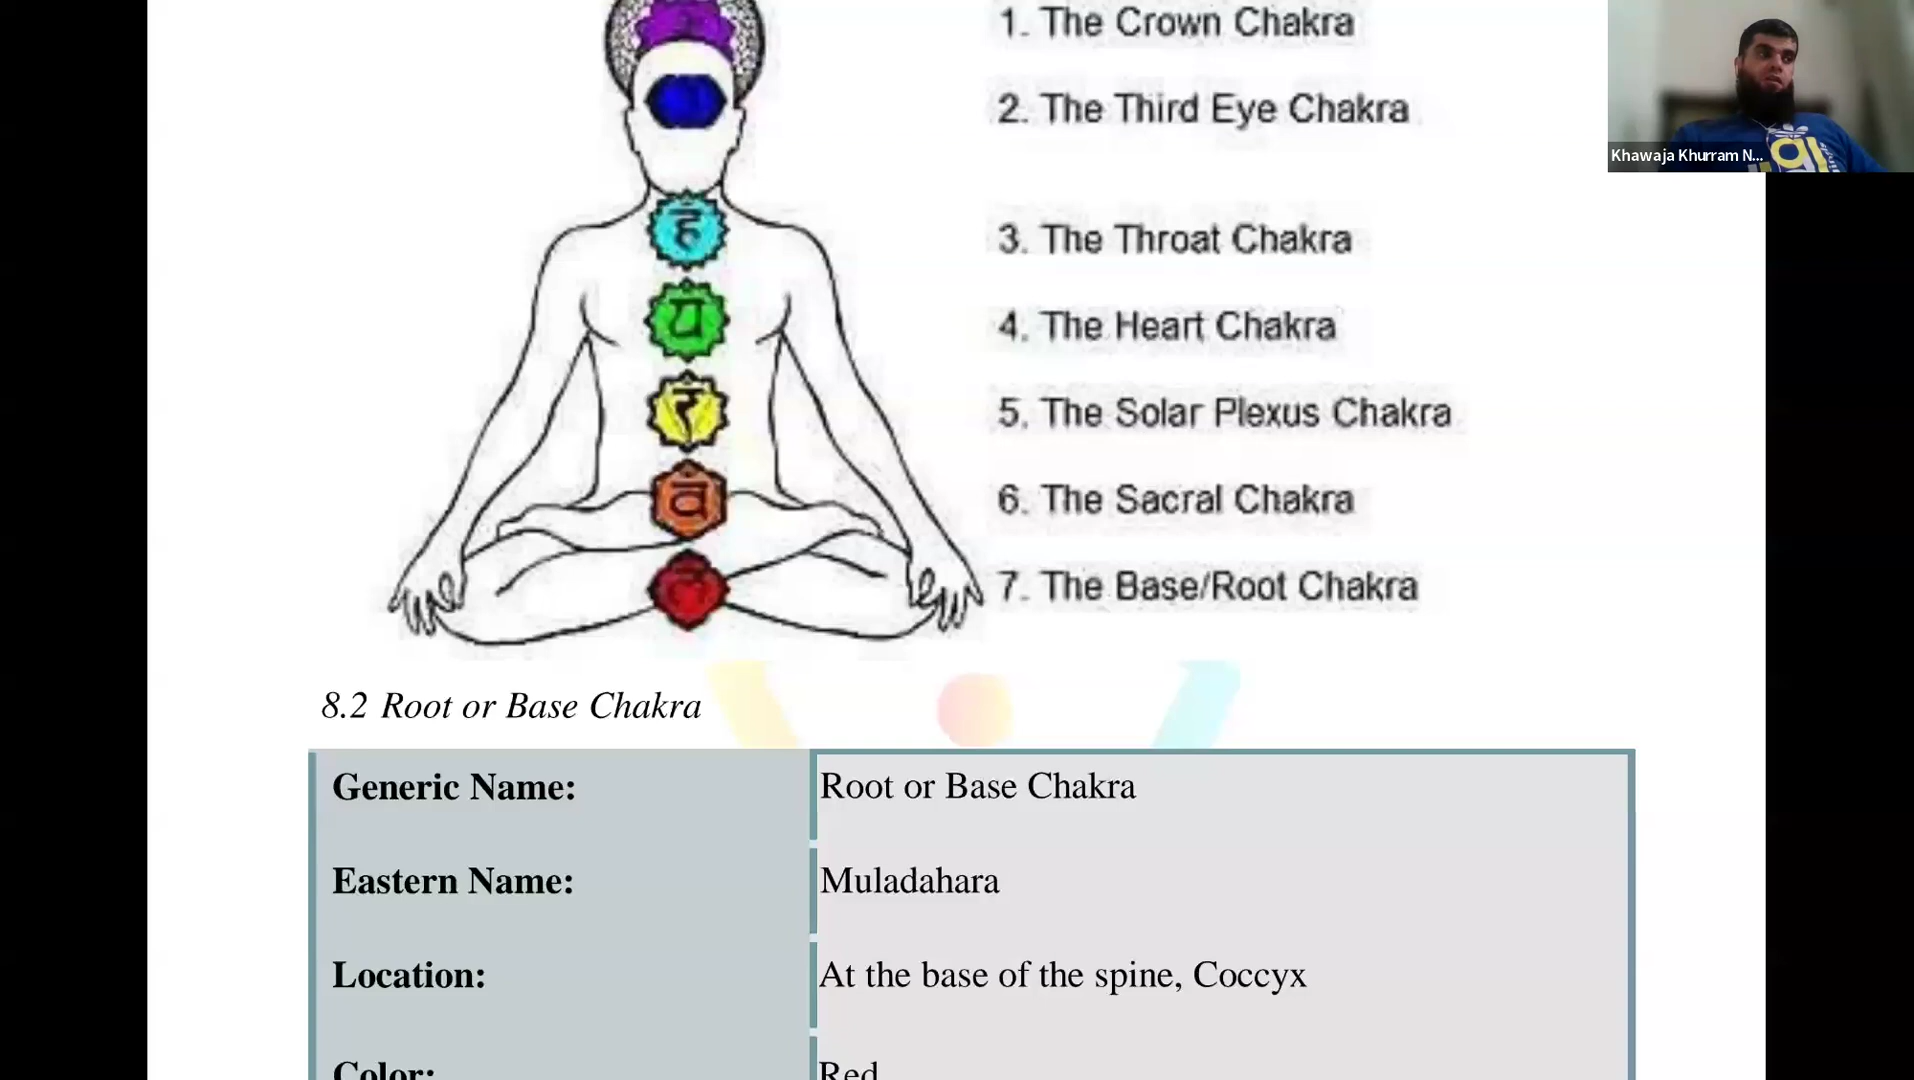 1. The Crown Chakra
2. The Third Eye Chakra
Khawaja Khurram N...
ह
3. The Throat Chakra
य
4. The Heart Chakra
5. The Solar Plexus Chakra
6. The Sacral Chakra
7. The Base/Root Chakra
8.2 Root or Base Chakra
Generic Name: Root or Base Chakra
Eastern Name: Muladahara
Location: At the base of the spine, Coccyx
Color: Red